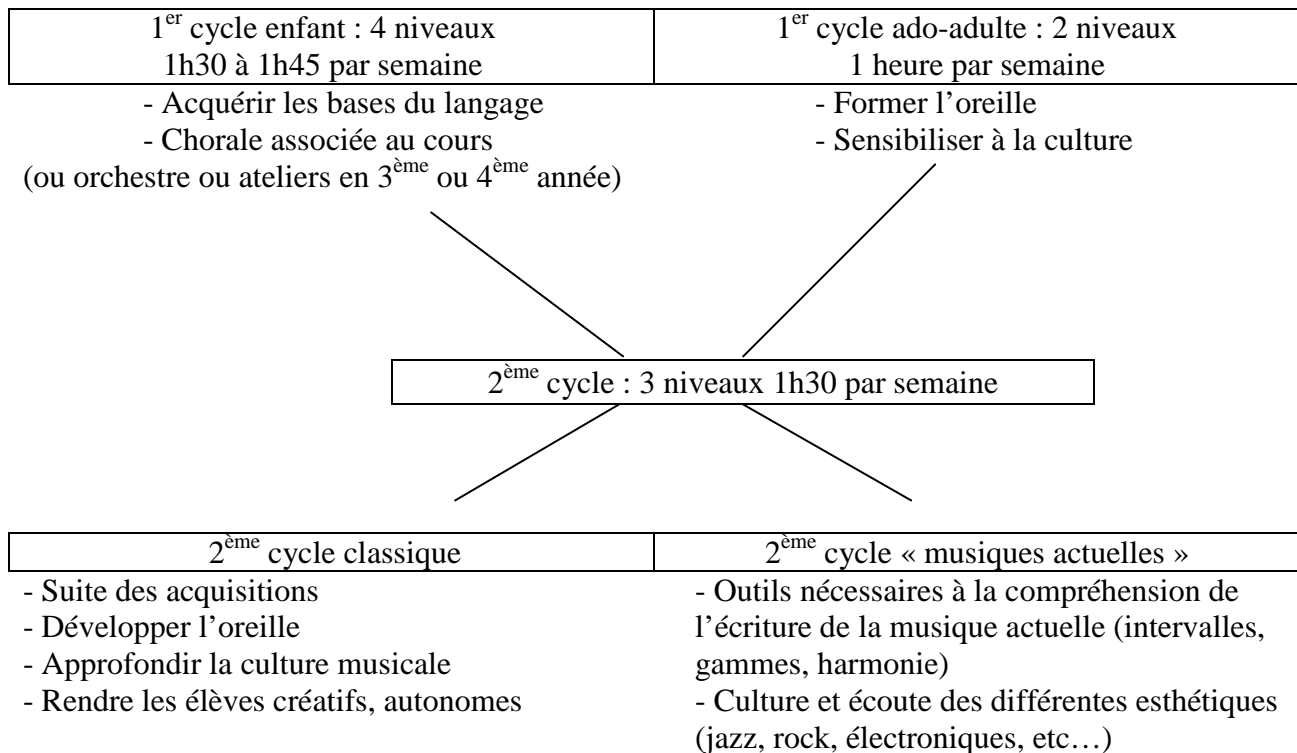 1er cycle enfant : 4 niveaux
1h30 à 1h45 par semaine
1er cycle ado-adulte : 2 niveaux
1 heure par semaine
- Acquérir les bases du langage
- Chorale associée au cours
(ou orchestre ou ateliers en 3ème ou 4ème année)
- Former l’oreille
- Sensibiliser à la culture
2ème cycle : 3 niveaux 1h30 par semaine
2ème cycle classique
- Suite des acquisitions
- Développer l’oreille
- Approfondir la culture musicale
- Rendre les élèves créatifs, autonomes
2ème cycle « musiques actuelles »
- Outils nécessaires à la compréhension de
l’écriture de la musique actuelle (intervalles,
gammes, harmonie)
- Culture et écoute des différentes esthétiques
(jazz, rock, électroniques, etc…)